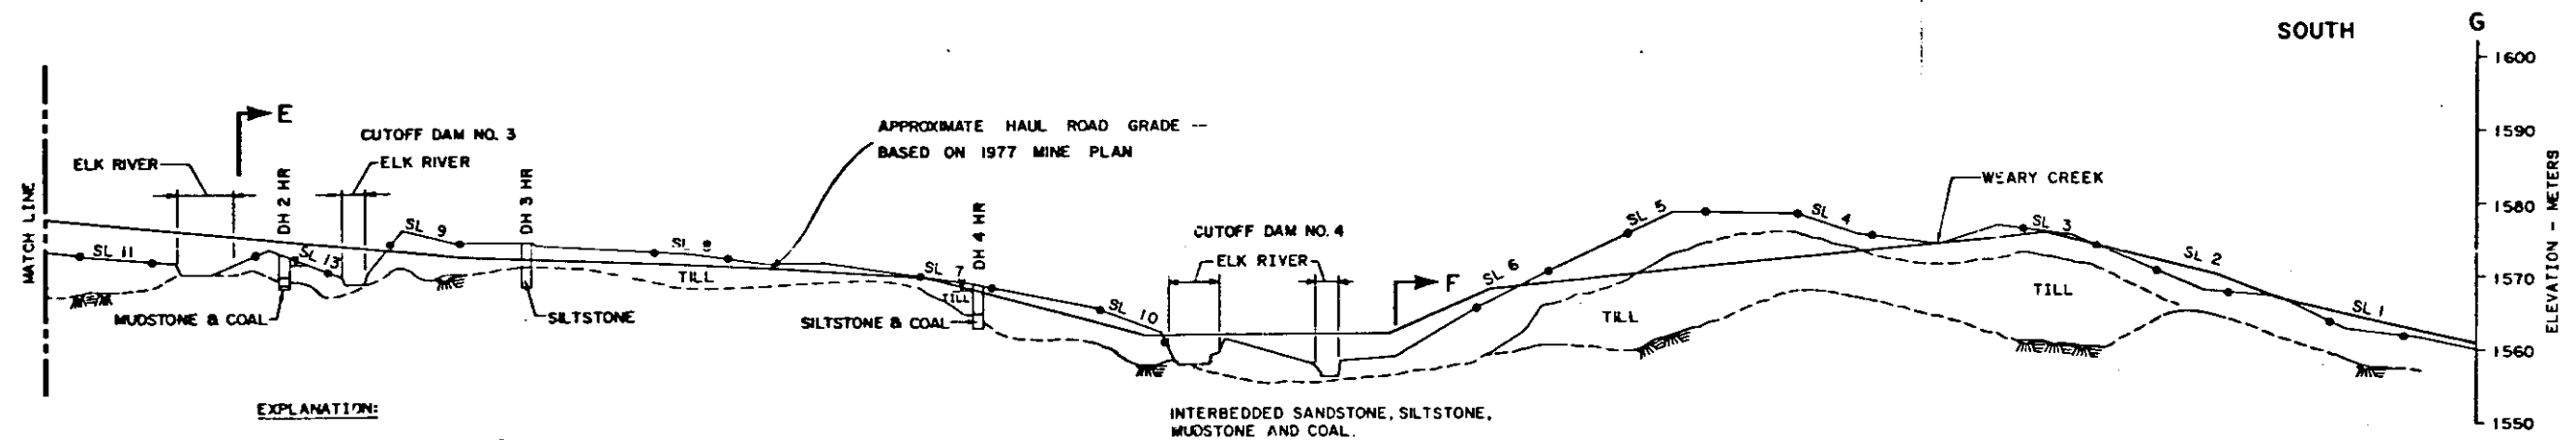 SOUTH
G
1600
1590
1580
1570
1560
1550
ELEVATION - METERS
MATCH LINE
ELK RIVER
E
CUTOFF DAM NO. 3
ELK RIVER
DH 2 HR
DH 3 HR
APPROXIMATE HAUL ROAD GRADE --
BASED ON 1977 MINE PLAN
DH 4 HR
CUTOFF DAM NO. 4
ELK RIVER
F
WEARY CREEK
SL 11
SL 13
SL 9
SL
SL 7
SL 10
SL 6
SL 5
SL 4
SL 3
SL 2
SL 1
TILL
TILL
TILL
TILL
MUDSTONE & COAL
SILTSTONE
SILTSTONE & COAL
EXPLANATION:
INTERBEDDED SANDSTONE, SILTSTONE,
MUDSTONE AND COAL.